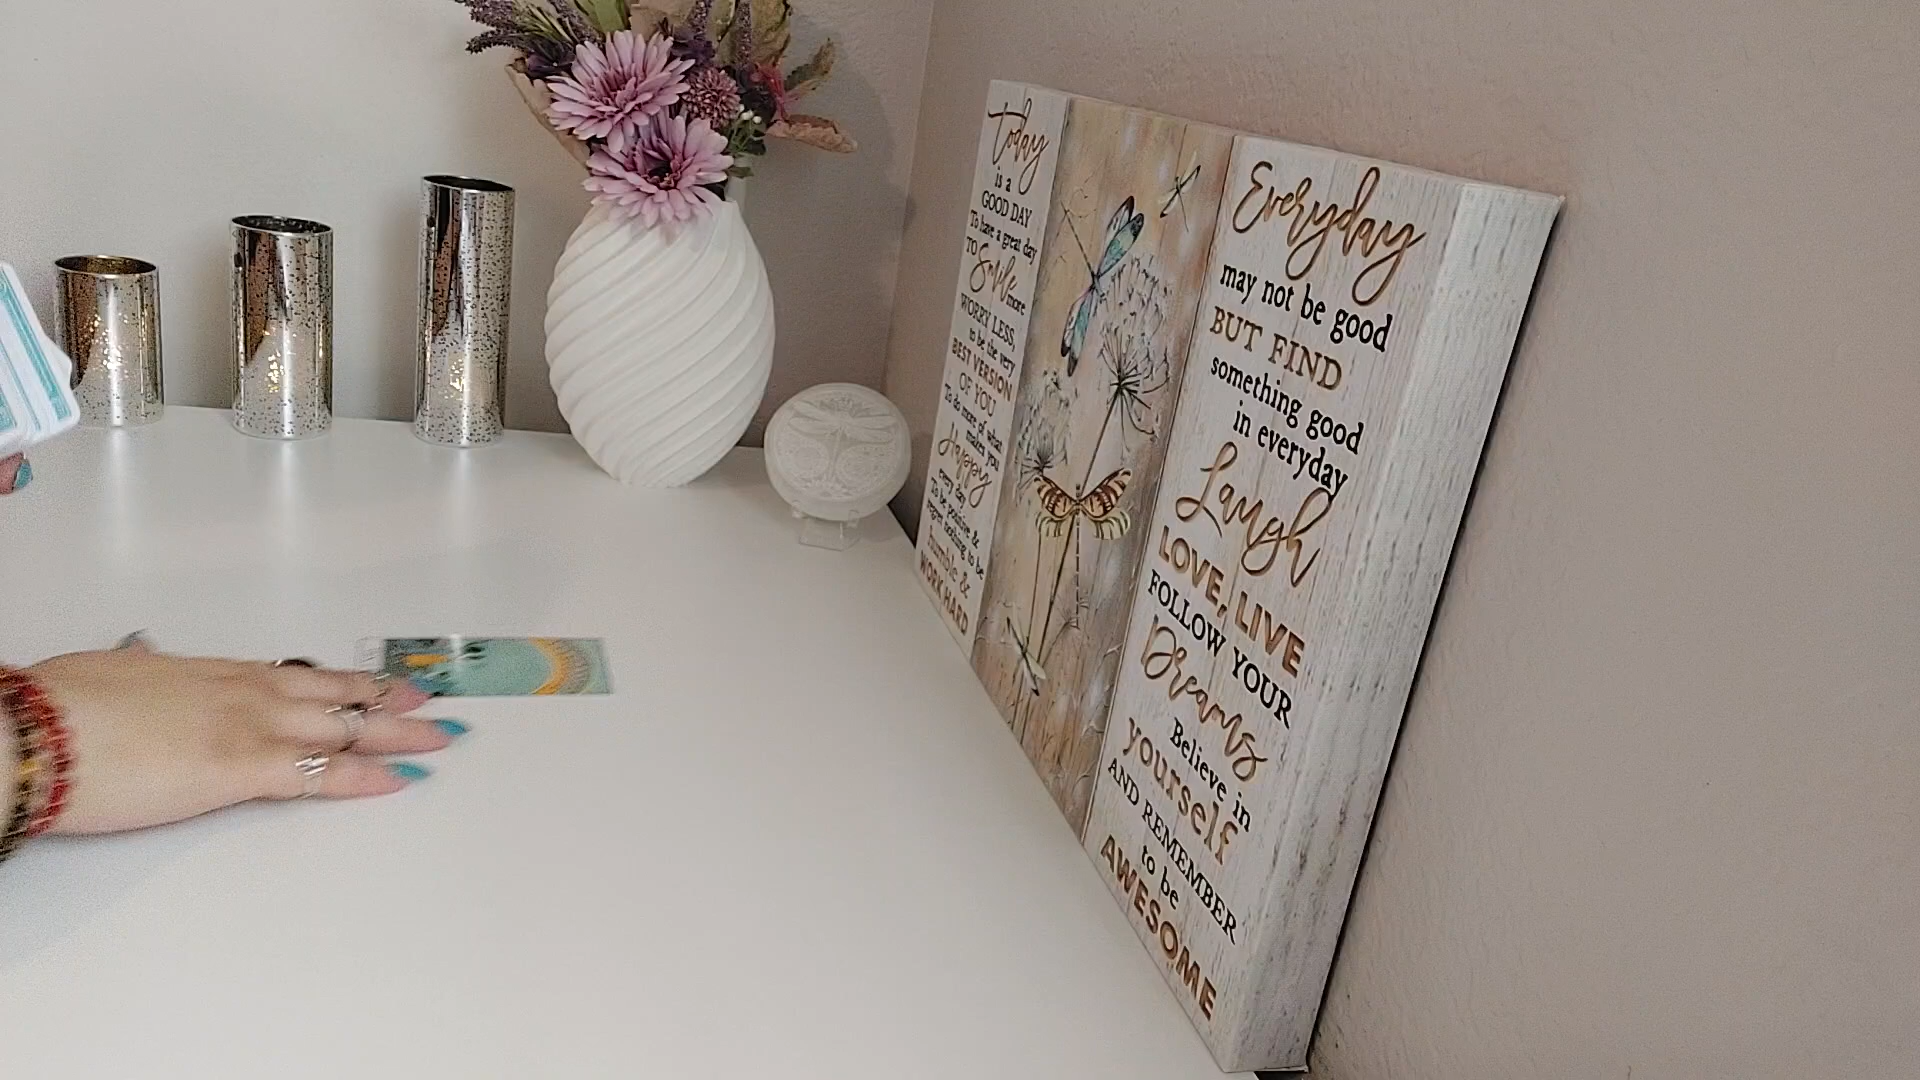 Today
is a
GOOD DAY
To have a great day
TO Smile more
WORRY LESS,
to be the very
BEST VERSION
OF YOU
To do more of what
makes you
Happy
every day
To be positive &
regret nothing to be
humble &
WORK HARD
Everyday
may not be good
BUT FIND
something good
in everyday
Laugh
LOVE, LIVE
FOLLOW YOUR
Dreams
Believe in
yourself
AND REMEMBER
to be
AWESOME